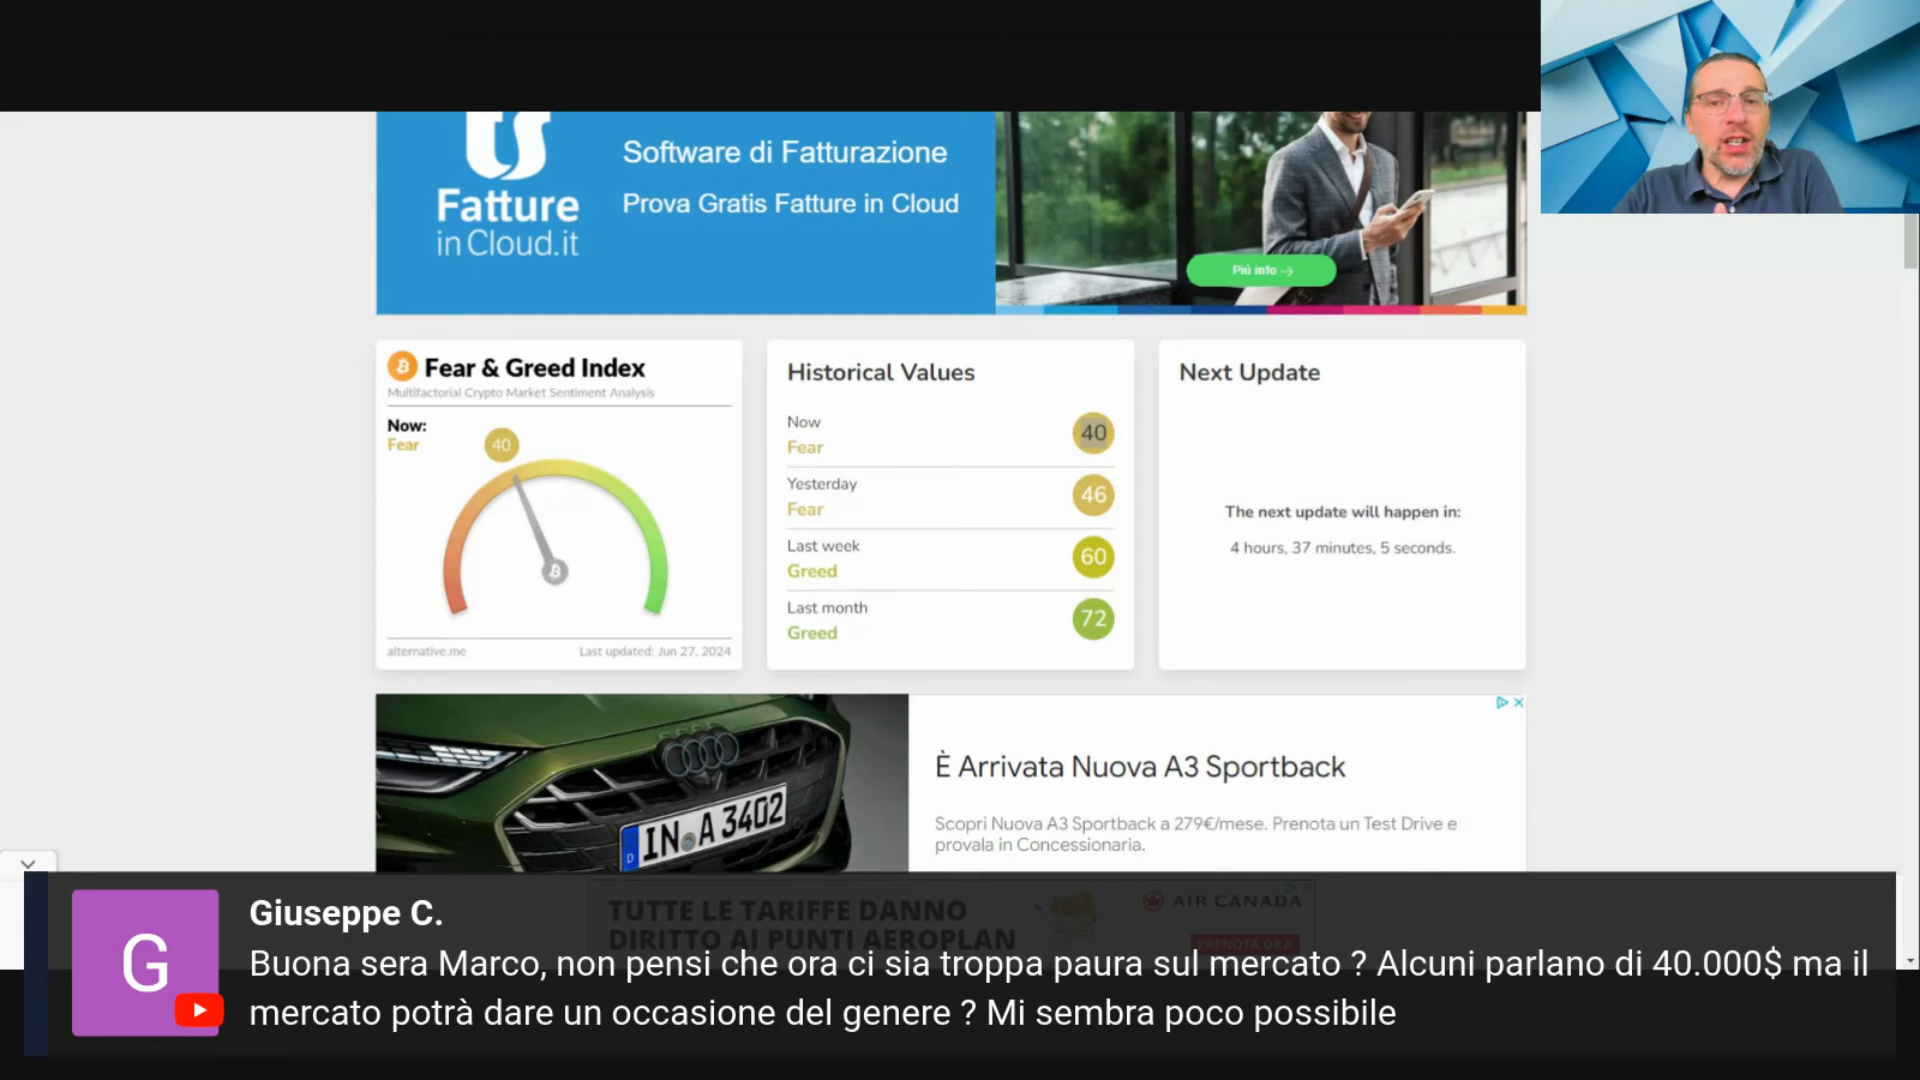 Software di Fatturazione
Prova Gratis Fatture in Cloud
Fatture
in Cloud.it
Più info →
Fear & Greed Index
Multifactorial Crypto Market Sentiment Analysis
Now:
Fear
40
alternative.me
Last updated: Jun 27, 2024
Historical Values
Now
Fear
40
Yesterday
Fear
46
Last week
Greed
60
Last month
Greed
72
Next Update
The next update will happen in:
4 hours, 37 minutes, 5 seconds.
IN A 3402
D
È Arrivata Nuova A3 Sportback
Scopri Nuova A3 Sportback a 279€/mese. Prenota un Test Drive e
provala in Concessionaria.
TUTTE LE TARIFFE DANNO
DIRITTO AI PUNTI AEROPLAN
AIR CANADA
PRENOTA ORA
G
Giuseppe C.
Buona sera Marco, non pensi che ora ci sia troppa paura sul mercato ? Alcuni parlano di 40.000$ ma il
mercato potrà dare un occasione del genere ? Mi sembra poco possibile